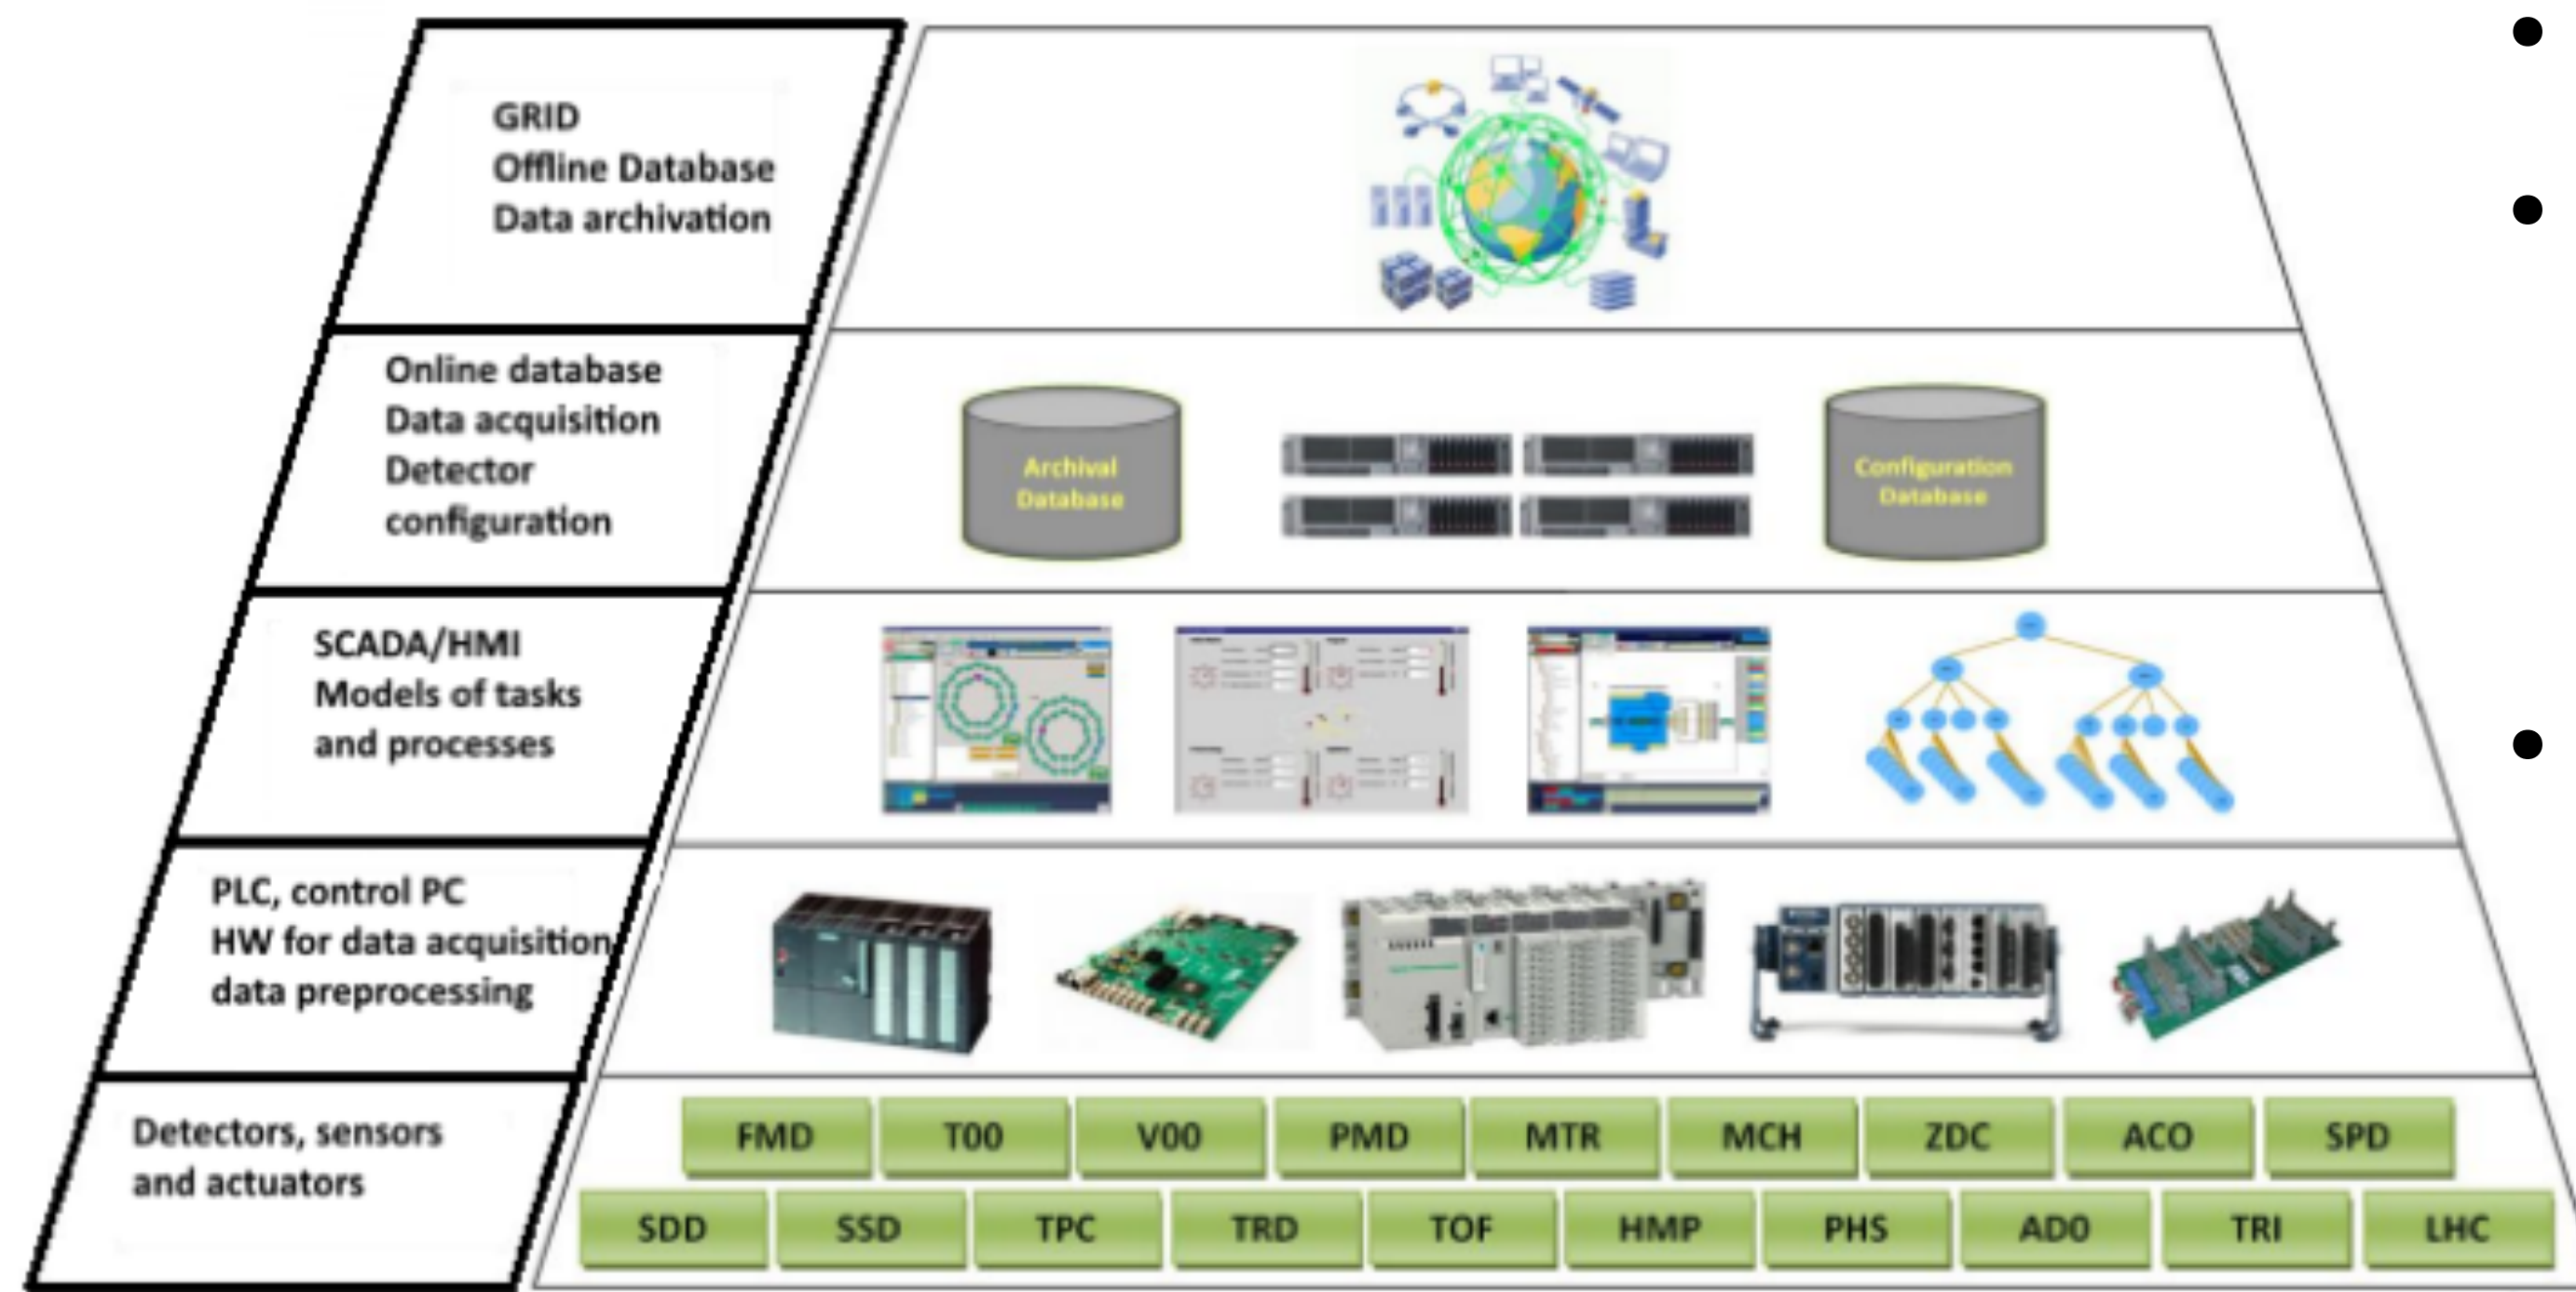 GRID
Offline Database
Data archivation
Online database
Data acquisition
Detector
configuration
Archival
Database
Configuration
Database
SCADA/HMI
Models of tasks
and processes
PLC, control PC
HW for data acquisition
data preprocessing
Detectors, sensors
and actuators
FMD T00 V00 PMD MTR MCH ZDC ACO SPD
SDD SSD TPC TRD TOF HMP PHS AD0 TRI LHC